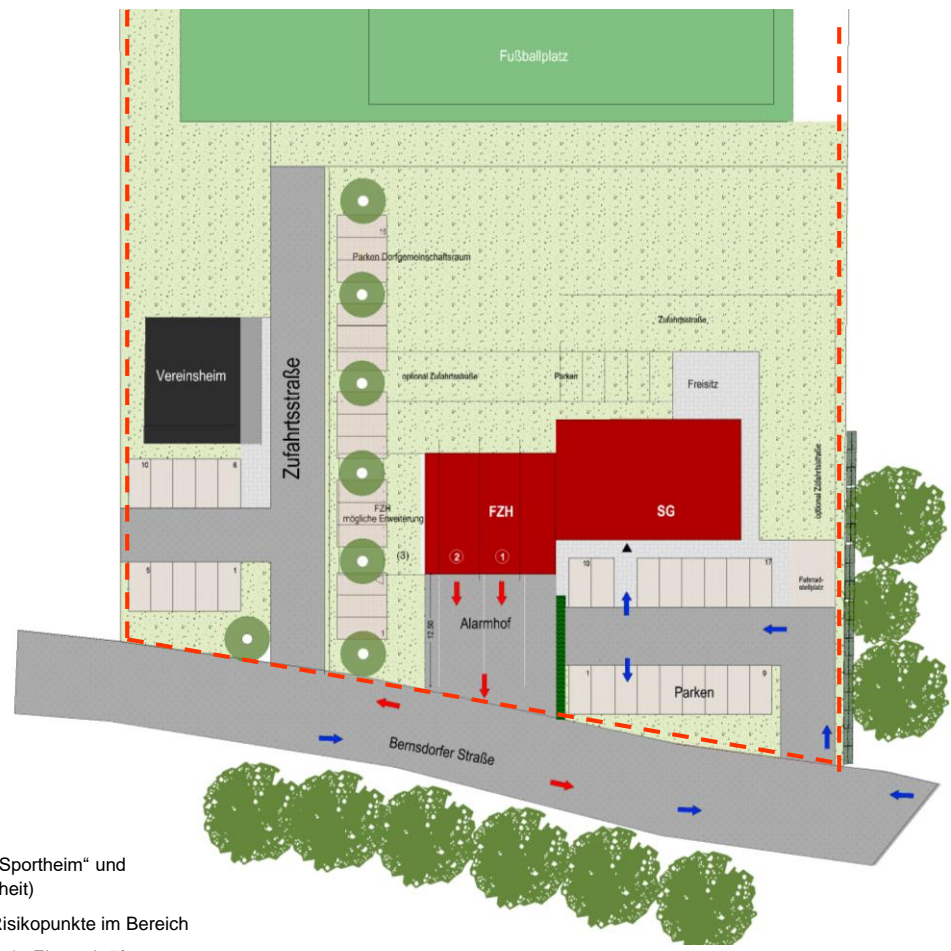 Fußballplatz
15
Parken Dorfgemeinschaftsraum
Zufahrtsstraße
Vereinsheim
Zufahrtsstraße
optional Zufahrtsstraße
Parken
Freisitz
optional Zufahrtsstraße
10
6
FZH
mögliche Erweiterung
(3)
FZH
SG
2
1
10
17
Fahrrad-
stellplatz
5
1
12.50
Alarmhof
1
1
9
Parken
Bernsdorfer Straße
Sportheim“ und
heit)
Risikopunkte im Bereich